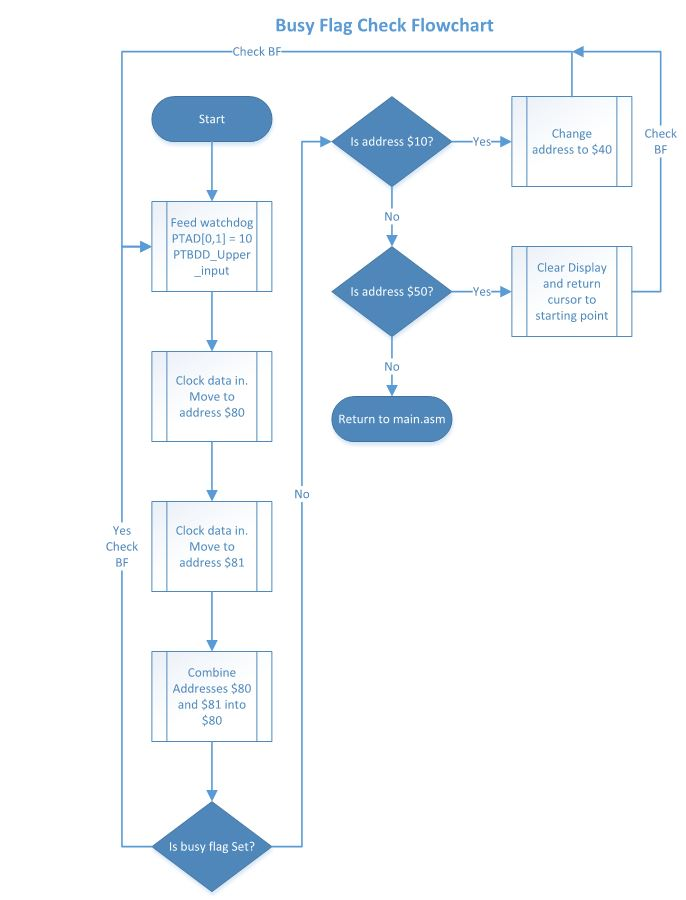 Busy Flag Check Flowchart
Check BF
Start
Feed watchdog
PTAD[0,1] = 10
PTBDD_Upper
_input
Clock data in.
Move to
address $80
Clock data in.
Move to
address $81
Yes
Check
BF
Combine
Addresses $80
and $81 into
$80
Is busy flag Set?
No
Is address $10?
Yes
Change
address to $40
Check
BF
No
Is address $50?
Yes
Clear Display
and return
cursor to
starting point
No
Return to main.asm